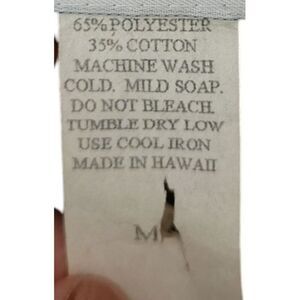 65% POLYESTER
35% COTTON
MACHINE WASH
COLD. MILD SOAP.
DO NOT BLEACH.
TUMBLE DRY LOW
USE COOL IRON
MADE IN HAWAII
M